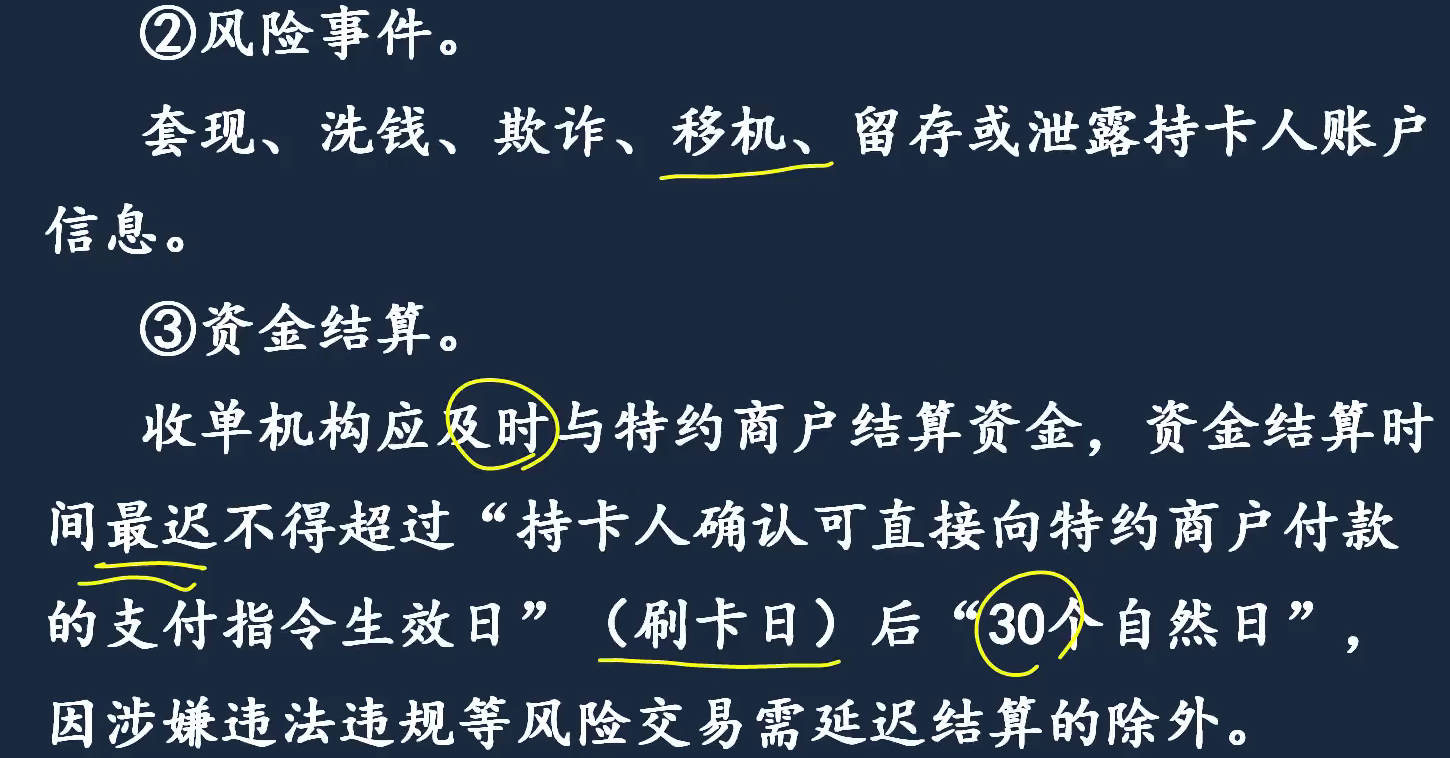 ②风险事件。
套现、洗钱、欺诈、移机、留存或泄露持卡人账户
信息。
③资金结算。
收单机构应及时与特约商户结算资金，资金结算时
间最迟不得超过“持卡人确认可直接向特约商户付款
的支付指令生效日”（刷卡日）后“30个自然日”，
因涉嫌违法违规等风险交易需延迟结算的除外。